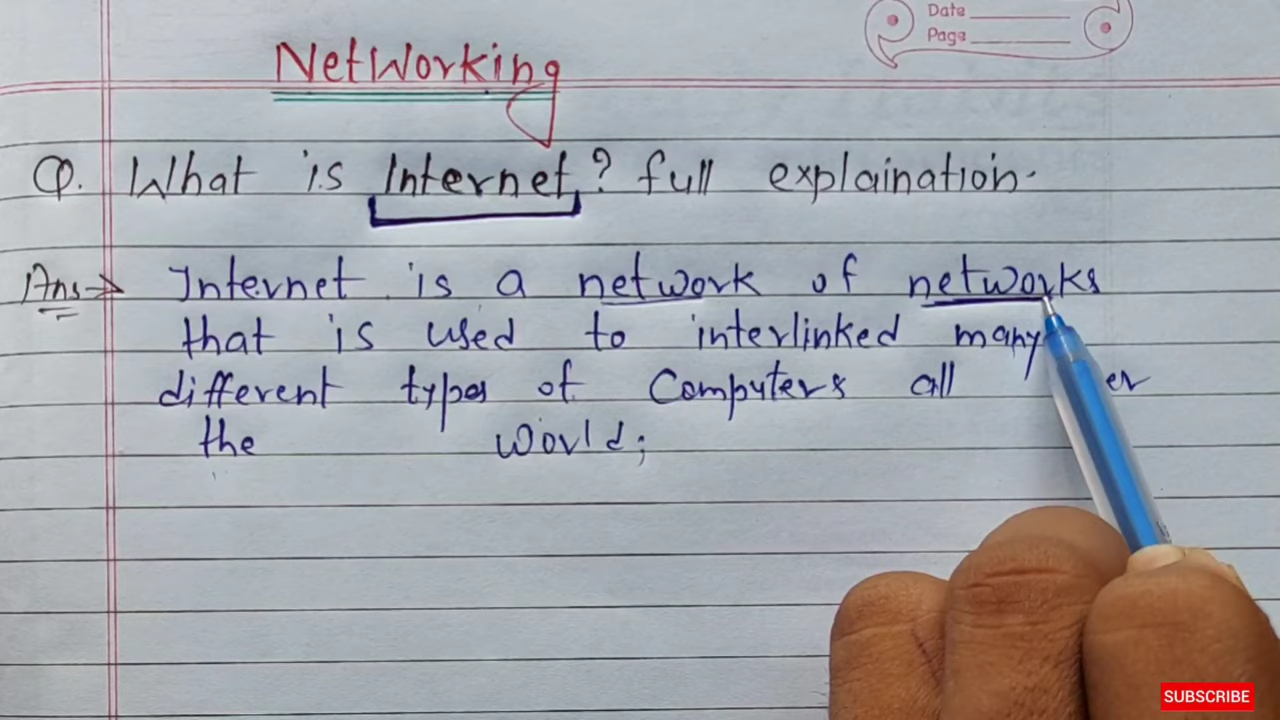 Date
Page
NetWorking
Q. What is Internet? full explaination.
Ans→ Internet is a network of networks
that is used to interlinked many
different types of Computers all er
the World;
SUBSCRIBE